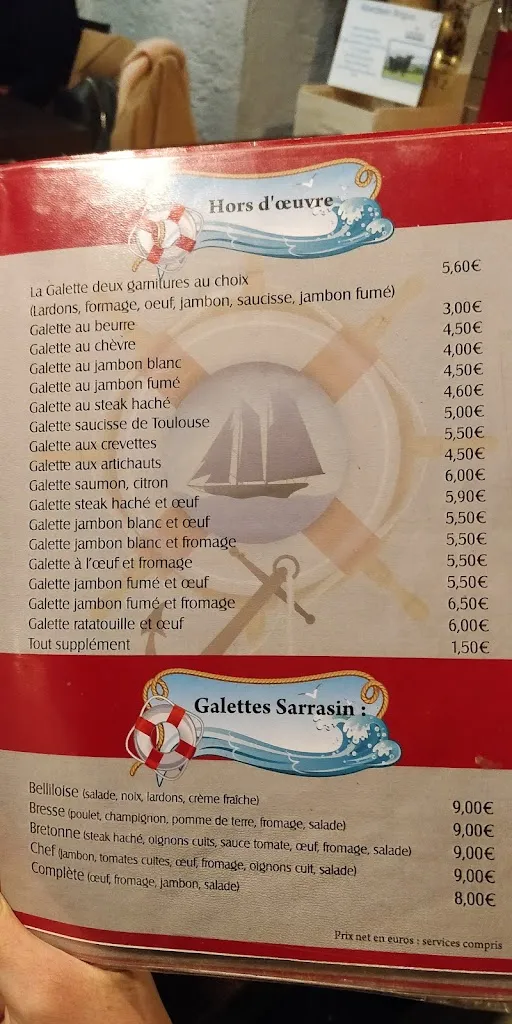 Hors d'œuvre
La Galette deux garnitures au choix 5,60€
(Lardons, formage, oeuf, jambon, saucisse, jambon fumé)
Galette au beurre 3,00€
Galette au chèvre 4,50€
Galette au jambon blanc 4,00€
Galette au jambon fumé 4,50€
Galette au steak haché 4,60€
Galette saucisse de Toulouse 5,00€
Galette aux crevettes 5,50€
Galette aux artichauts 4,50€
Galette saumon, citron 6,00€
Galette steak haché et œuf 5,90€
Galette jambon blanc et œuf 5,50€
Galette jambon blanc et fromage 5,50€
Galette à l'œuf et fromage 5,50€
Galette jambon fumé et œuf 5,50€
Galette jambon fumé et fromage 6,50€
Galette ratatouille et œuf 6,00€
Tout supplément 1,50€
Galettes Sarrasin :
Belliloise (salade, noix, lardons, crème fraîche) 9,00€
Bresse (poulet, champignon, pomme de terre, fromage, salade) 9,00€
Bretonne (steak haché, oignons cuits, sauce tomate, œuf, fromage, salade) 9,00€
Chef (jambon, tomates cuites, œuf, fromage, oignons cuit, salade) 9,00€
Complète (œuf, fromage, jambon, salade) 8,00€
Prix net en euros : services compris